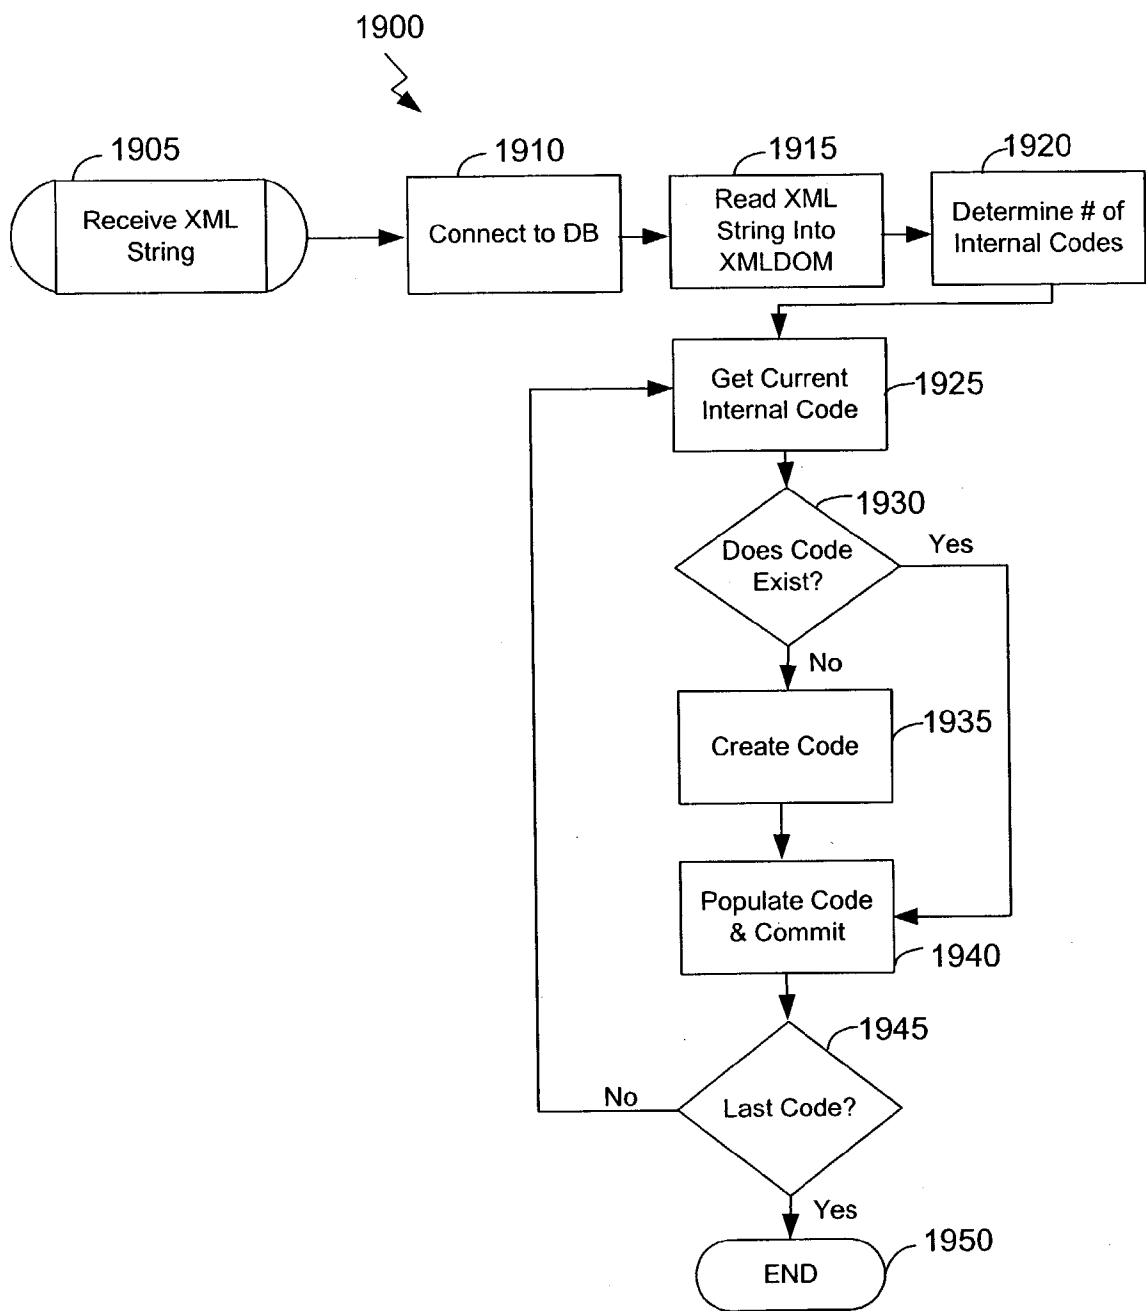 1900
1905
Receive XML
String
1910
Connect to DB
1915
Read XML
String Into
XMLDOM
1920
Determine # of
Internal Codes
Get Current
Internal Code
1925
1930
Does Code
Exist?
Yes
No
Create Code
1935
Populate Code
& Commit
1940
1945
Last Code?
No
Yes
END
1950